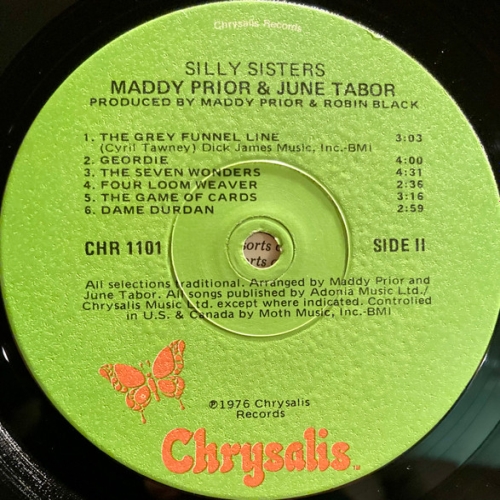 Chrysalis Records
SILLY SISTERS
MADDY PRIOR & JUNE TABOR
PRODUCED BY MADDY PRIOR & ROBIN BLACK
1. THE GREY FUNNEL LINE 3:03
(Cyril Tawney) Dick James Music, Inc.-BMI
2. GEORDIE 4:00
3. THE SEVEN WONDERS 4:31
4. FOUR LOOM WEAVER 2:36
5. THE GAME OF CARDS 3:16
6. DAME DURDAN 2:59
CHR 1101 SIDE II
orts
rts
All selections traditional. Arranged by Maddy Prior and
June Tabor. All songs published by Adonia Music Ltd./
Chrysalis Music Ltd. except where indicated. Controlled
in U.S. & Canada by Moth Music, Inc.-BMI
℗1976 Chrysalis
Records
Chrysalis™